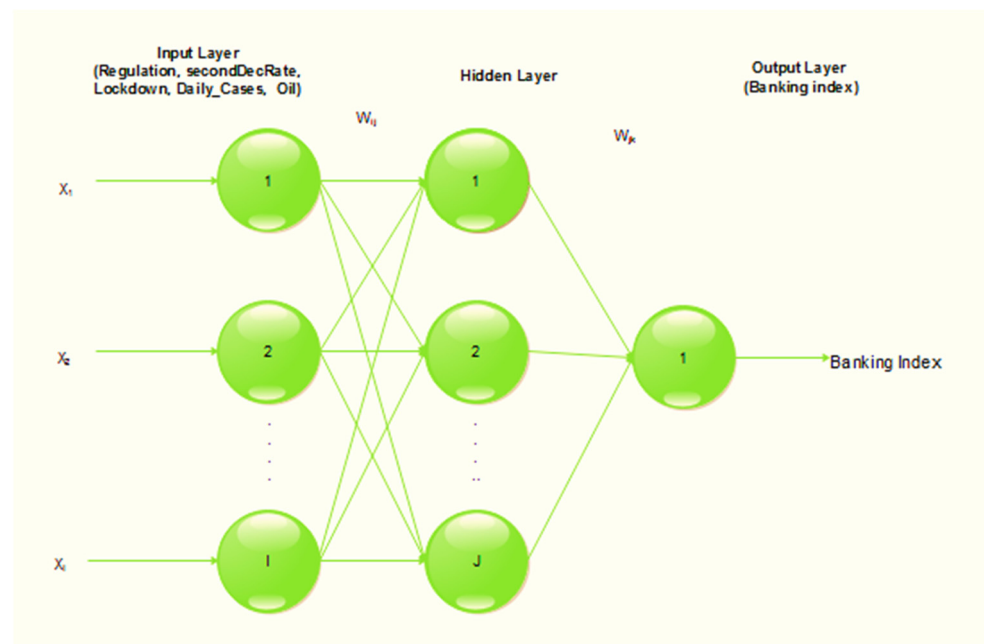 Input Layer
(Regulation, secondDecRate,
Lockdown, Daily_Cases, Oil)
Hidden Layer
Output Layer
(Banking index)
Wij
Wjk
X1
1
1
X2
2
2
1
Banking Index
Xi
I
J